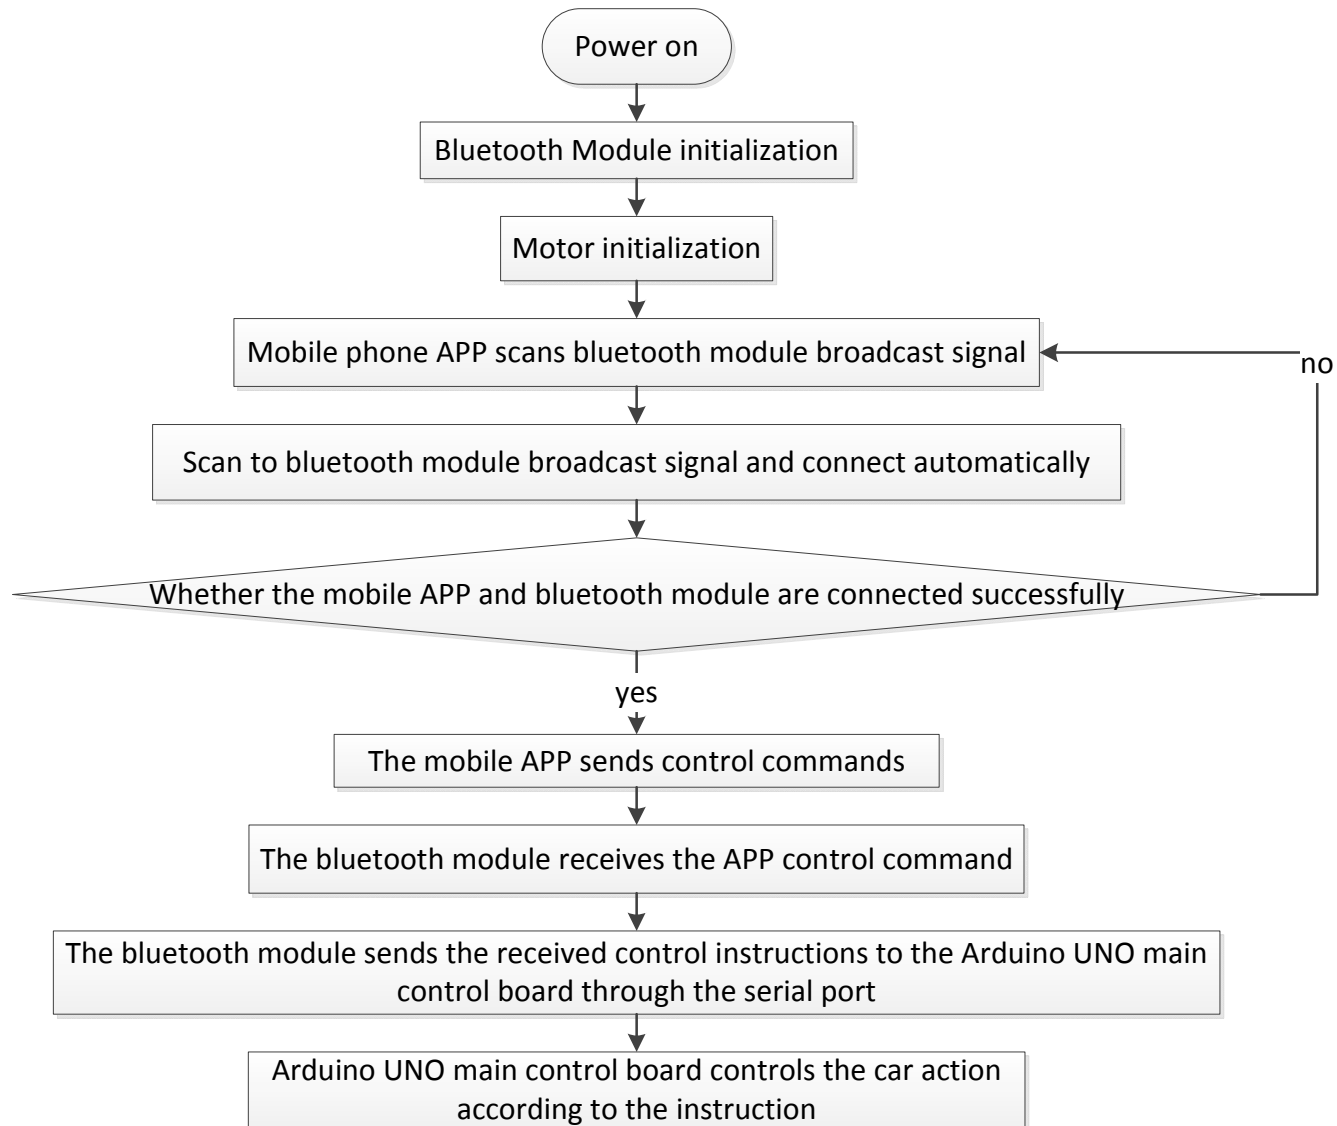 Power on
Bluetooth Module initialization
Motor initialization
Mobile phone APP scans bluetooth module broadcast signal
no
Scan to bluetooth module broadcast signal and connect automatically
Whether the mobile APP and bluetooth module are connected successfully
yes
The mobile APP sends control commands
The bluetooth module receives the APP control command
The bluetooth module sends the received control instructions to the Arduino UNO main
control board through the serial port
Arduino UNO main control board controls the car action
according to the instruction